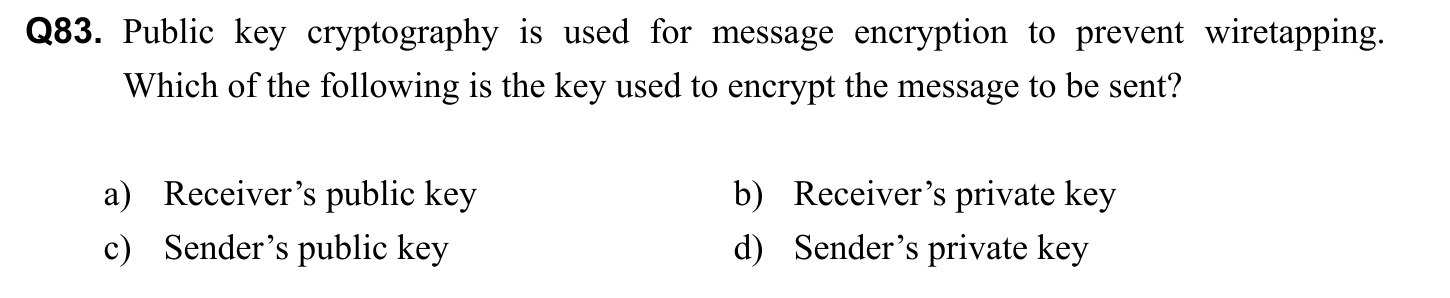 Q83. Public key cryptography is used for message encryption to prevent wiretapping.
Which of the following is the key used to encrypt the message to be sent?
a) Receiver’s public key b) Receiver’s private key
c) Sender’s public key d) Sender’s private key